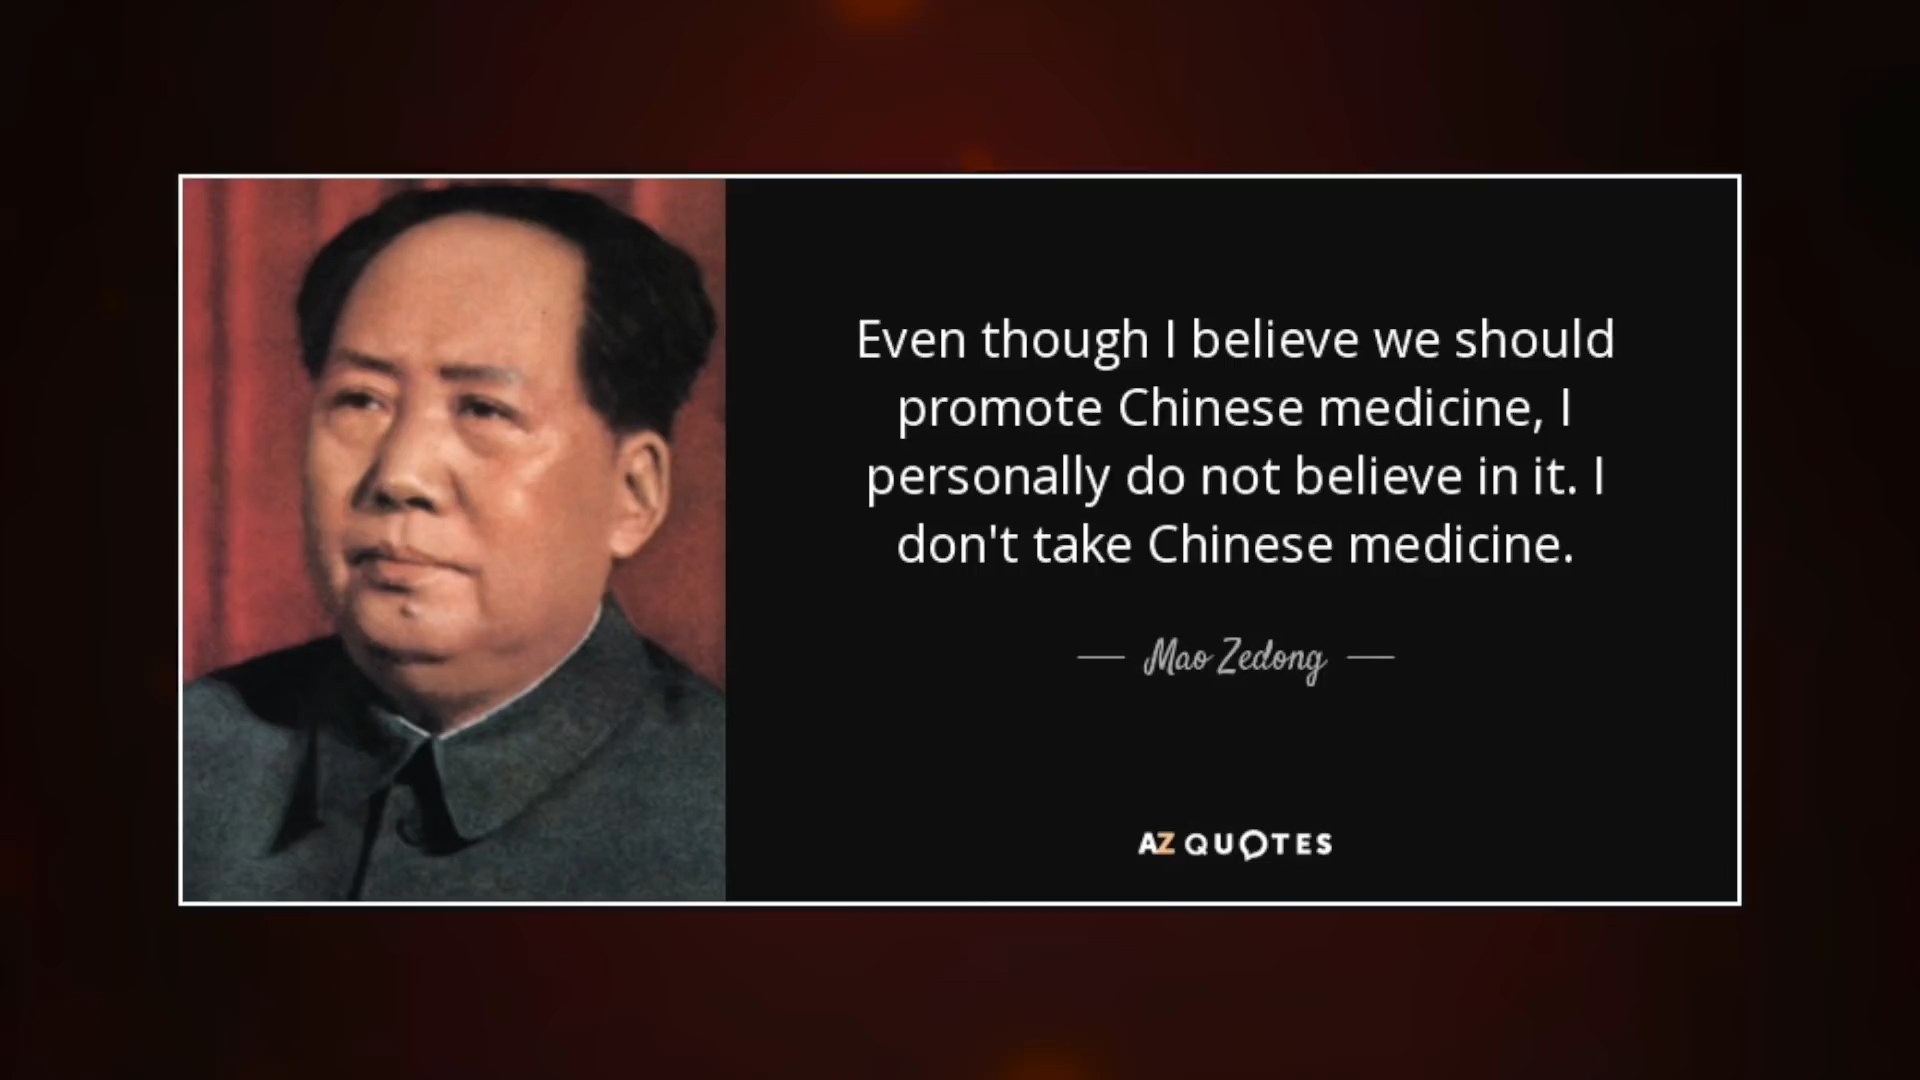 Even though I believe we should
promote Chinese medicine, I
personally do not believe in it. I
don't take Chinese medicine.
Mao Zedong
AZ QUOTES